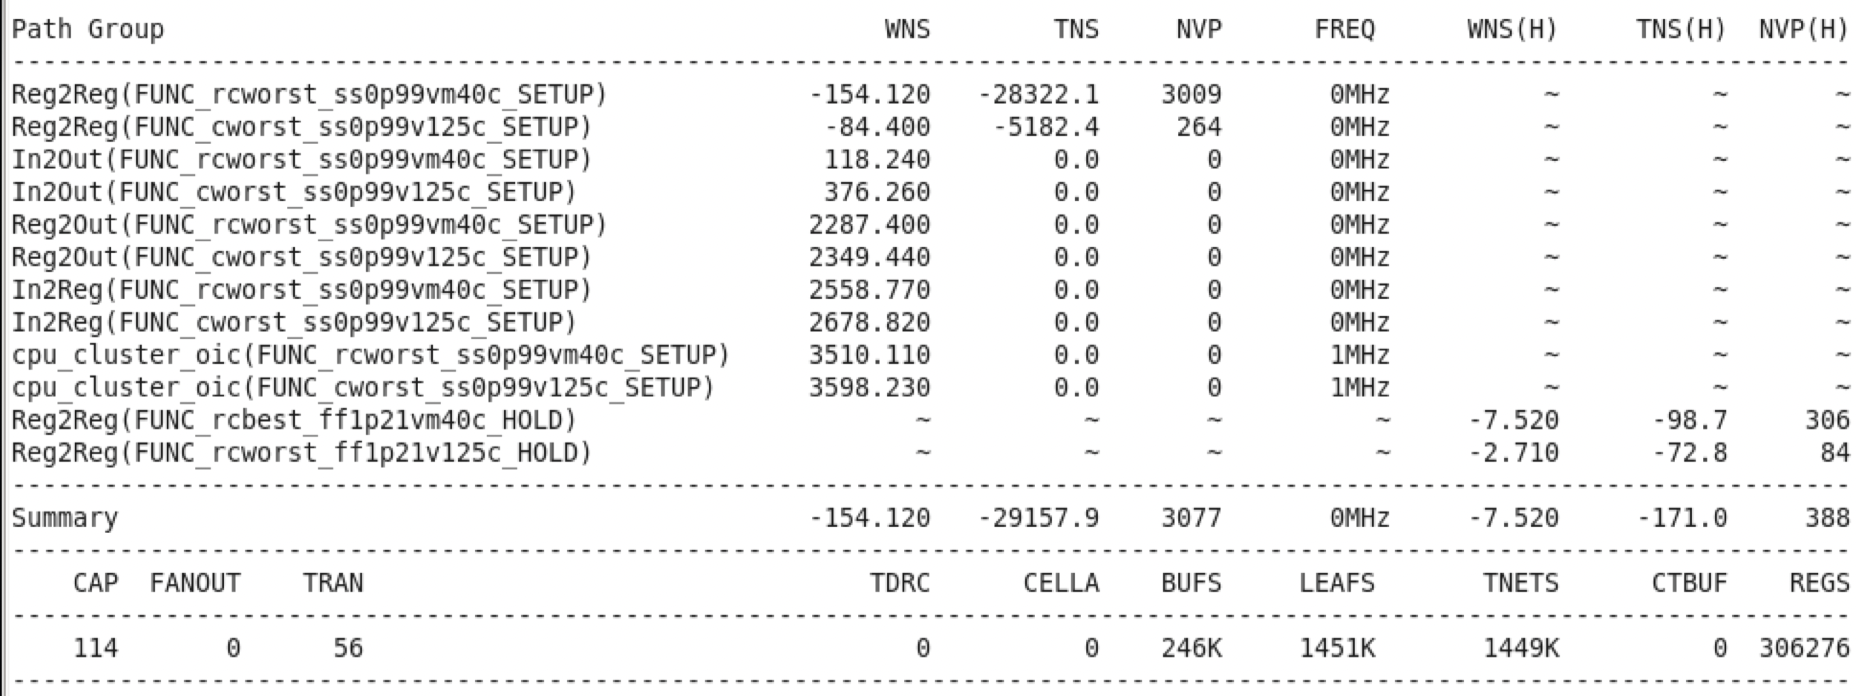 Path Group WNS TNS NVP FREQ WNS(H) TNS(H) NVP(H)
Reg2Reg(FUNC_rcworst_ss0p99vm40c_SETUP) -154.120 -28322.1 3009 0MHz ~ ~ ~
Reg2Reg(FUNC_cworst_ss0p99v125c_SETUP) -84.400 -5182.4 264 0MHz ~ ~ ~
In2Out(FUNC_rcworst_ss0p99vm40c_SETUP) 118.240 0.0 0 0MHz ~ ~ ~
In2Out(FUNC_cworst_ss0p99v125c_SETUP) 376.260 0.0 0 0MHz ~ ~ ~
Reg2Out(FUNC_rcworst_ss0p99vm40c_SETUP) 2287.400 0.0 0 0MHz ~ ~ ~
Reg2Out(FUNC_cworst_ss0p99v125c_SETUP) 2349.440 0.0 0 0MHz ~ ~ ~
In2Reg(FUNC_rcworst_ss0p99vm40c_SETUP) 2558.770 0.0 0 0MHz ~ ~ ~
In2Reg(FUNC_cworst_ss0p99v125c_SETUP) 2678.820 0.0 0 0MHz ~ ~ ~
cpu_cluster_oic(FUNC_rcworst_ss0p99vm40c_SETUP) 3510.110 0.0 0 1MHz ~ ~ ~
cpu_cluster_oic(FUNC_cworst_ss0p99v125c_SETUP) 3598.230 0.0 0 1MHz ~ ~ ~
Reg2Reg(FUNC_rcbest_ff1p21vm40c_HOLD) ~ ~ ~ ~ -7.520 -98.7 306
Reg2Reg(FUNC_rcworst_ff1p21v125c_HOLD) ~ ~ ~ ~ -2.710 -72.8 84
Summary -154.120 -29157.9 3077 0MHz -7.520 -171.0 388
CAP FANOUT TRAN TDRC CELLA BUFS LEAFS TNETS CTBUF REGS
114 0 56 0 0 246K 1451K 1449K 0 306276